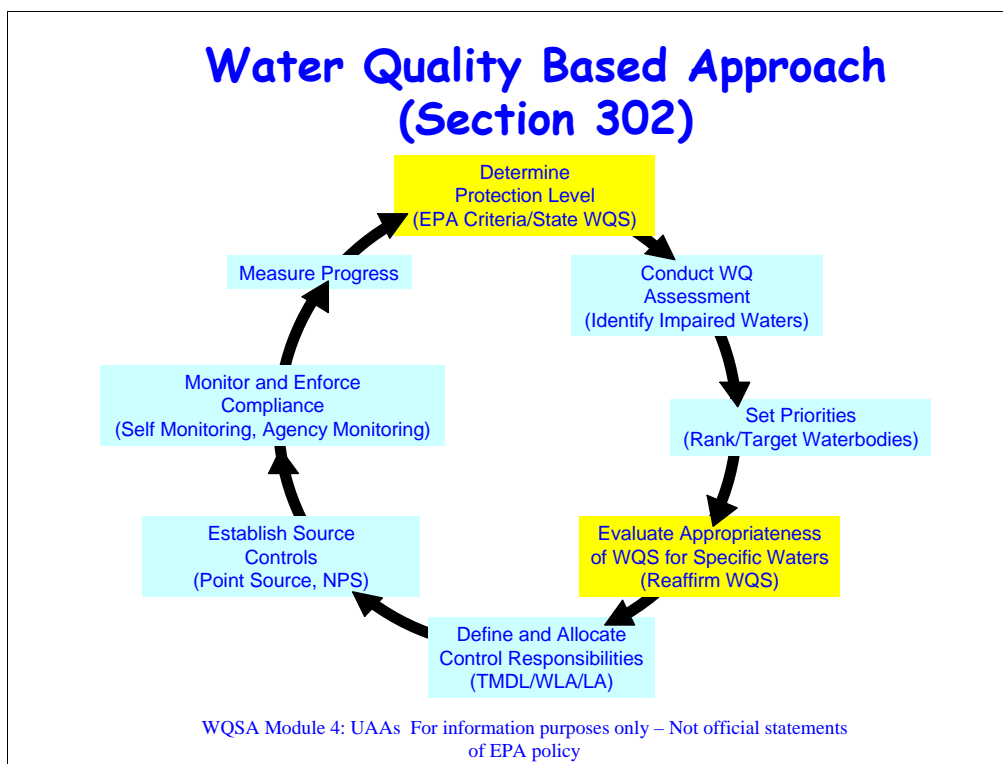 Water Quality Based Approach
(Section 302)
Determine
Protection Level
(EPA Criteria/State WQS)
Conduct WQ
Assessment
(Identify Impaired Waters)
Set Priorities
(Rank/Target Waterbodies)
Evaluate Appropriateness
of WQS for Specific Waters
(Reaffirm WQS)
Define and Allocate
Control Responsibilities
(TMDL/WLA/LA)
Establish Source
Controls
(Point Source, NPS)
Monitor and Enforce
Compliance
(Self Monitoring, Agency Monitoring)
Measure Progress
WQSA Module 4: UAAs For information purposes only – Not official statements
of EPA policy